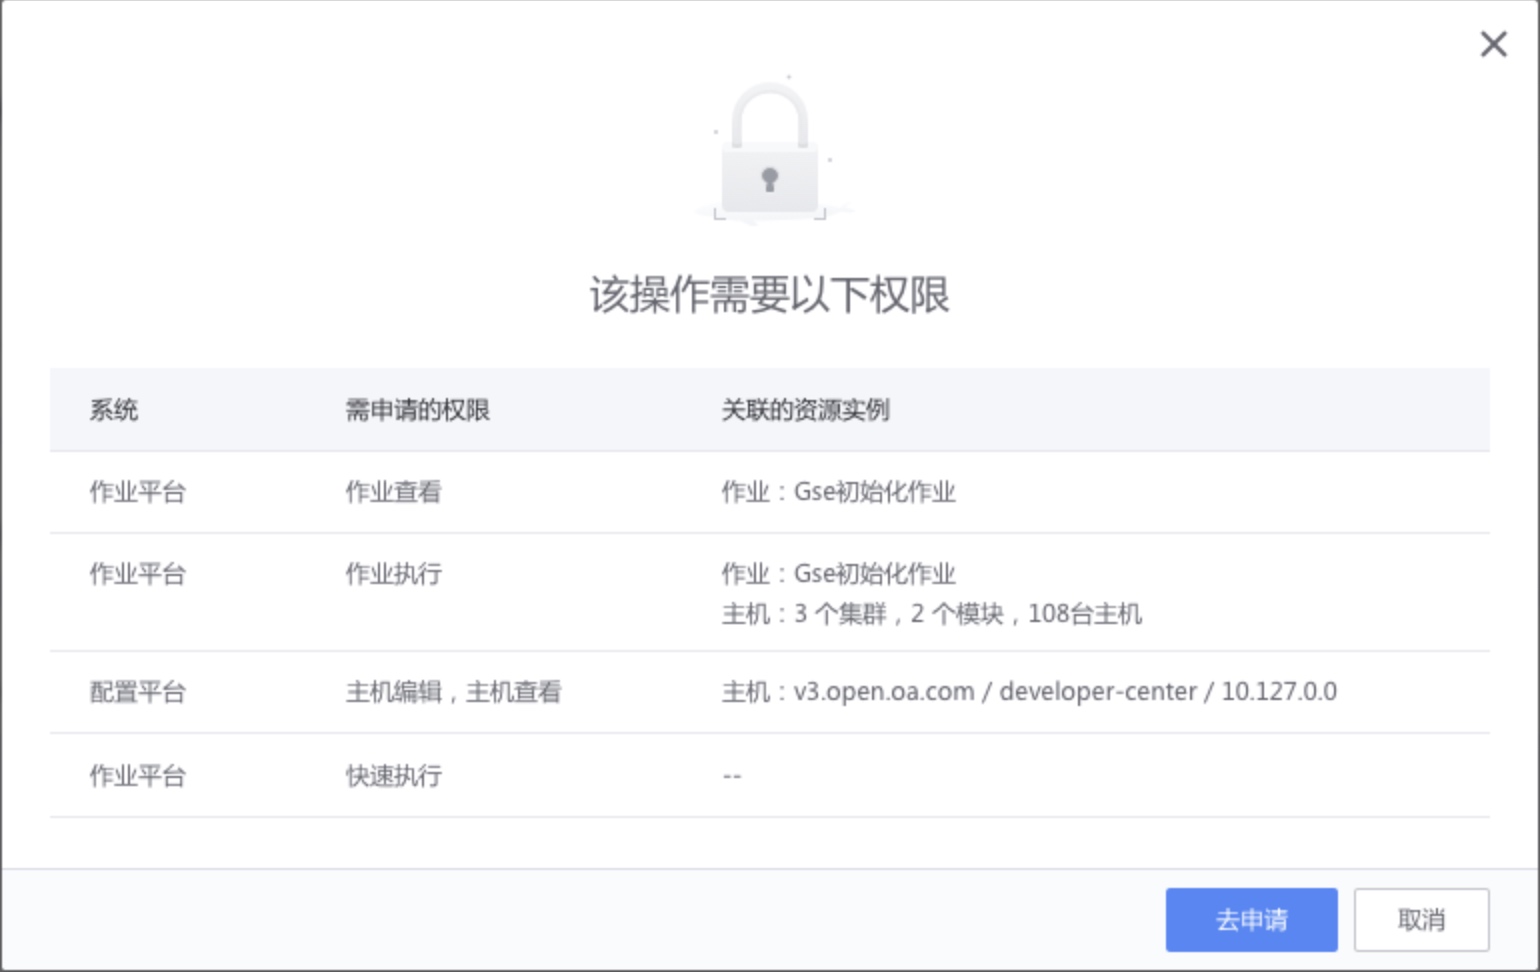 该操作需要以下权限
系统 需申请的权限 关联的资源实例
作业平台 作业查看 作业：Gse初始化作业
作业平台 作业执行 作业：Gse初始化作业
主机：3 个集群，2 个模块，108台主机
配置平台 主机编辑，主机查看 主机：v3.open.oa.com / developer-center / 10.127.0.0
作业平台 快速执行 --
去申请 取消